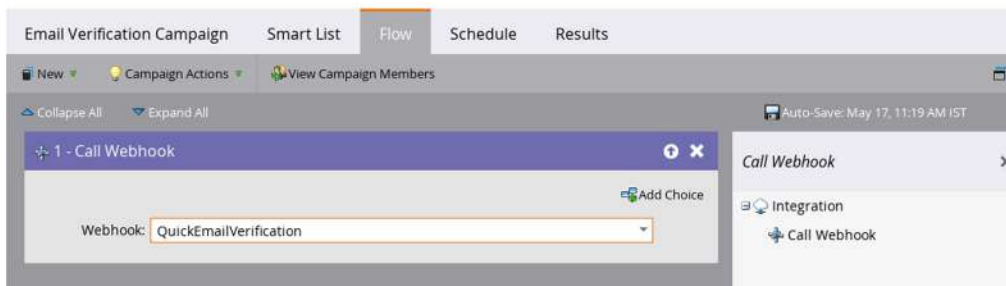 Email Verification Campaign Smart List Flow Schedule Results
New Campaign Actions View Campaign Members
Collapse All Expand All Auto-Save: May 17, 11:19 AM IST
1 - Call Webhook
Call Webhook
Add Choice
Integration
Webhook: QuickEmailVerification
Call Webhook